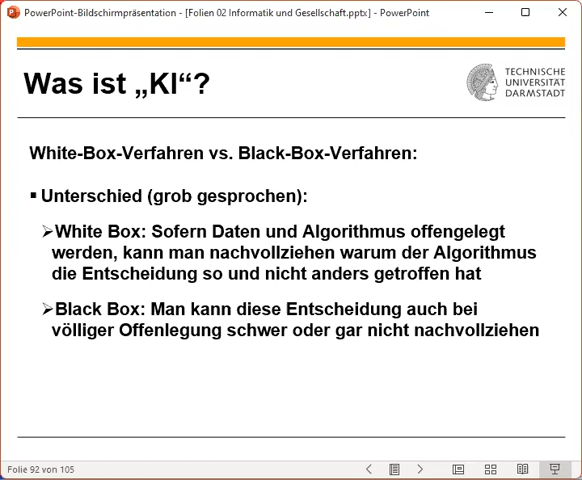 PowerPoint-Bildschirmpräsentation - [Folien 02 Informatik und Gesellschaft.pptx] - PowerPoint
Was ist „KI“?
TECHNISCHE
UNIVERSITÄT
DARMSTADT
White-Box-Verfahren vs. Black-Box-Verfahren:
▪ Unterschied (grob gesprochen):
➢White Box: Sofern Daten und Algorithmus offengelegt
werden, kann man nachvollziehen warum der Algorithmus
die Entscheidung so und nicht anders getroffen hat
➢Black Box: Man kann diese Entscheidung auch bei
völliger Offenlegung schwer oder gar nicht nachvollziehen
Folie 92 von 105